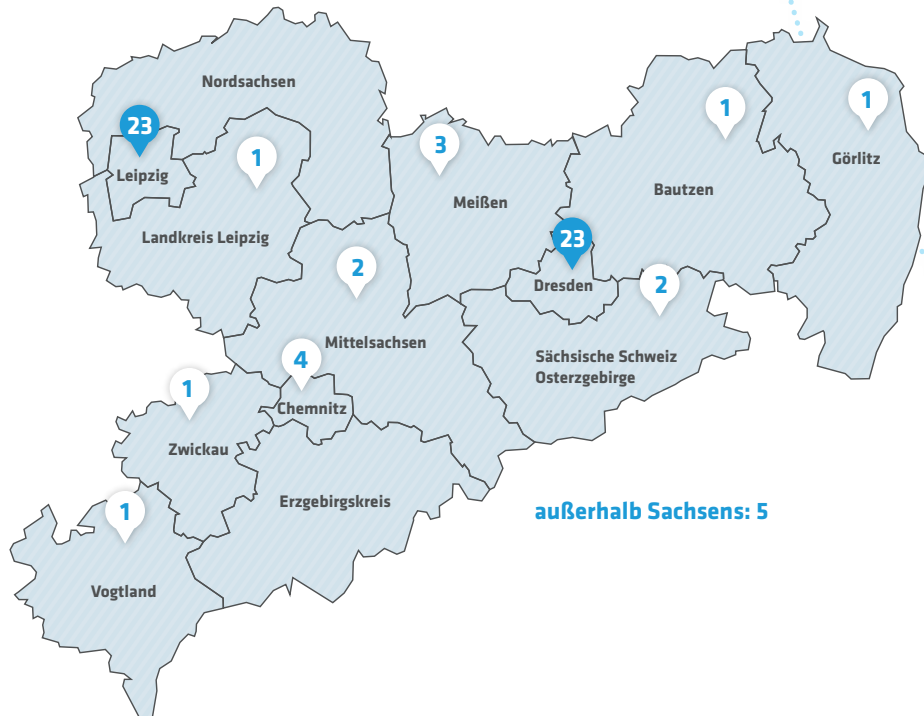 Nordsachsen
23
Leipzig
1
Landkreis Leipzig
3
Meißen
1
Bautzen
1
Görlitz
23
Dresden
2
Sächsische Schweiz
Osterzgebirge
2
Mittelsachsen
4
Chemnitz
1
Zwickau
Erzgebirgskreis
1
Vogtland
außerhalb Sachsens: 5